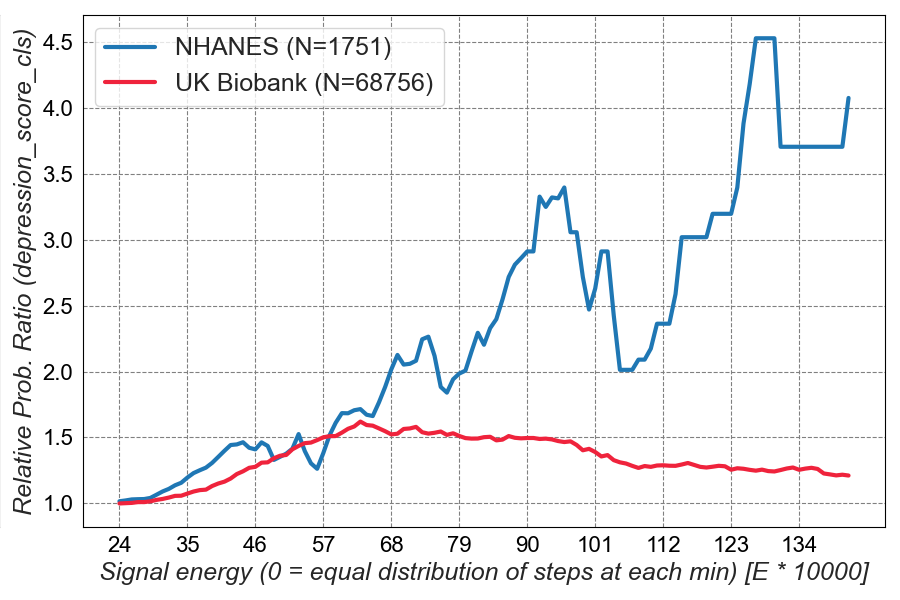 NHANES (N=1751)
UK Biobank (N=68756)
Relative Prob. Ratio (depression_score_cls)
4.5
4.0
3.5
3.0
2.5
2.0
1.5
1.0
24 35 46 57 68 79 90 101 112 123 134
Signal energy (0 = equal distribution of steps at each min) [E * 10000]